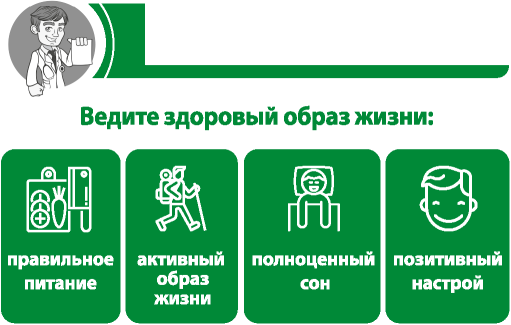 Ведите здоровый образ жизни:
правильное
питание
активный
образ
жизни
полноценный
сон
позитивный
настрой